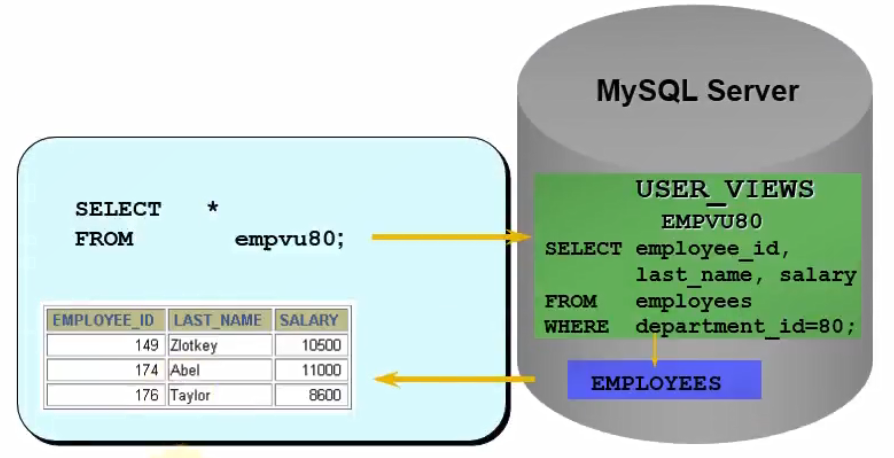 MySQL Server
SELECT *
FROM empvu80;
USER_VIEWS
EMPVU80
SELECT employee_id,
last_name, salary
FROM employees
WHERE department_id=80;
EMPLOYEES
EMPLOYEE_ID LAST_NAME SALARY
149 Zlotkey 10500
174 Abel 11000
176 Taylor 8600